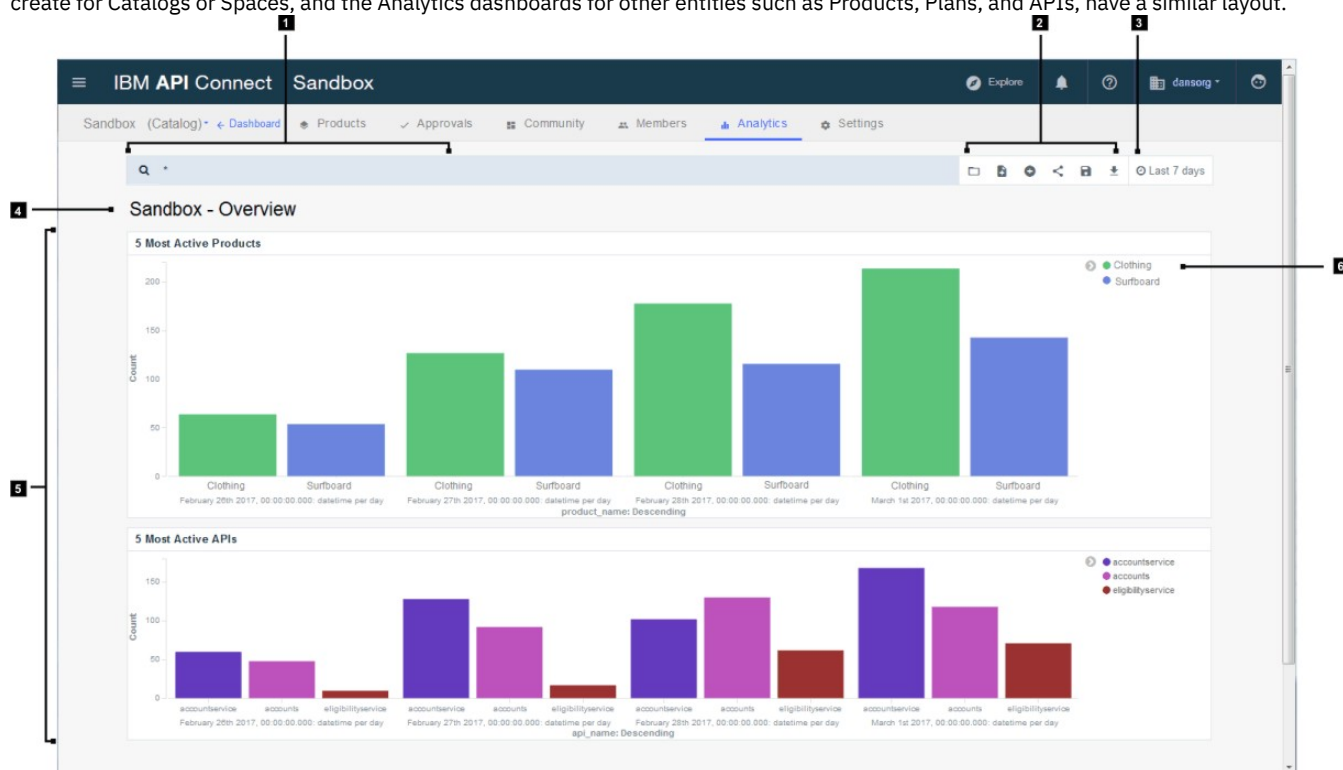 create for Catalogs or Spaces, and the Analytics dashboards for other entities such as Products, Plans, and APIs, have a similar layout.
1 2 3
IBM API Connect Sandbox Explore dansorg
Sandbox (Catalog) Dashboard Products Approvals Community Members Analytics Settings
* Last 7 days
4 Sandbox - Overview
5 Most Active Products
Clothing
6
Surfboard
200
150
100
50
0
Count
Clothing Surfboard Clothing Surfboard Clothing Surfboard Clothing Surfboard
February 26th 2017, 00:00:00.000: datetime per day February 27th 2017, 00:00:00.000: datetime per day February 28th 2017, 00:00:00.000: datetime per day March 1st 2017, 00:00:00.000: datetime per day
product_name: Descending
5
5 Most Active APIs
accountservice
accounts
eligibilityservice
150
100
50
0
Count
accountservice accounts eligibilityservice accountservice accounts eligibilityservice accountservice accounts eligibilityservice accountservice accounts eligibilityservice
February 26th 2017, 00:00:00.000: datetime per day February 27th 2017, 00:00:00.000: datetime per day February 28th 2017, 00:00:00.000: datetime per day March 1st 2017, 00:00:00.000: datetime per day
api_name: Descending